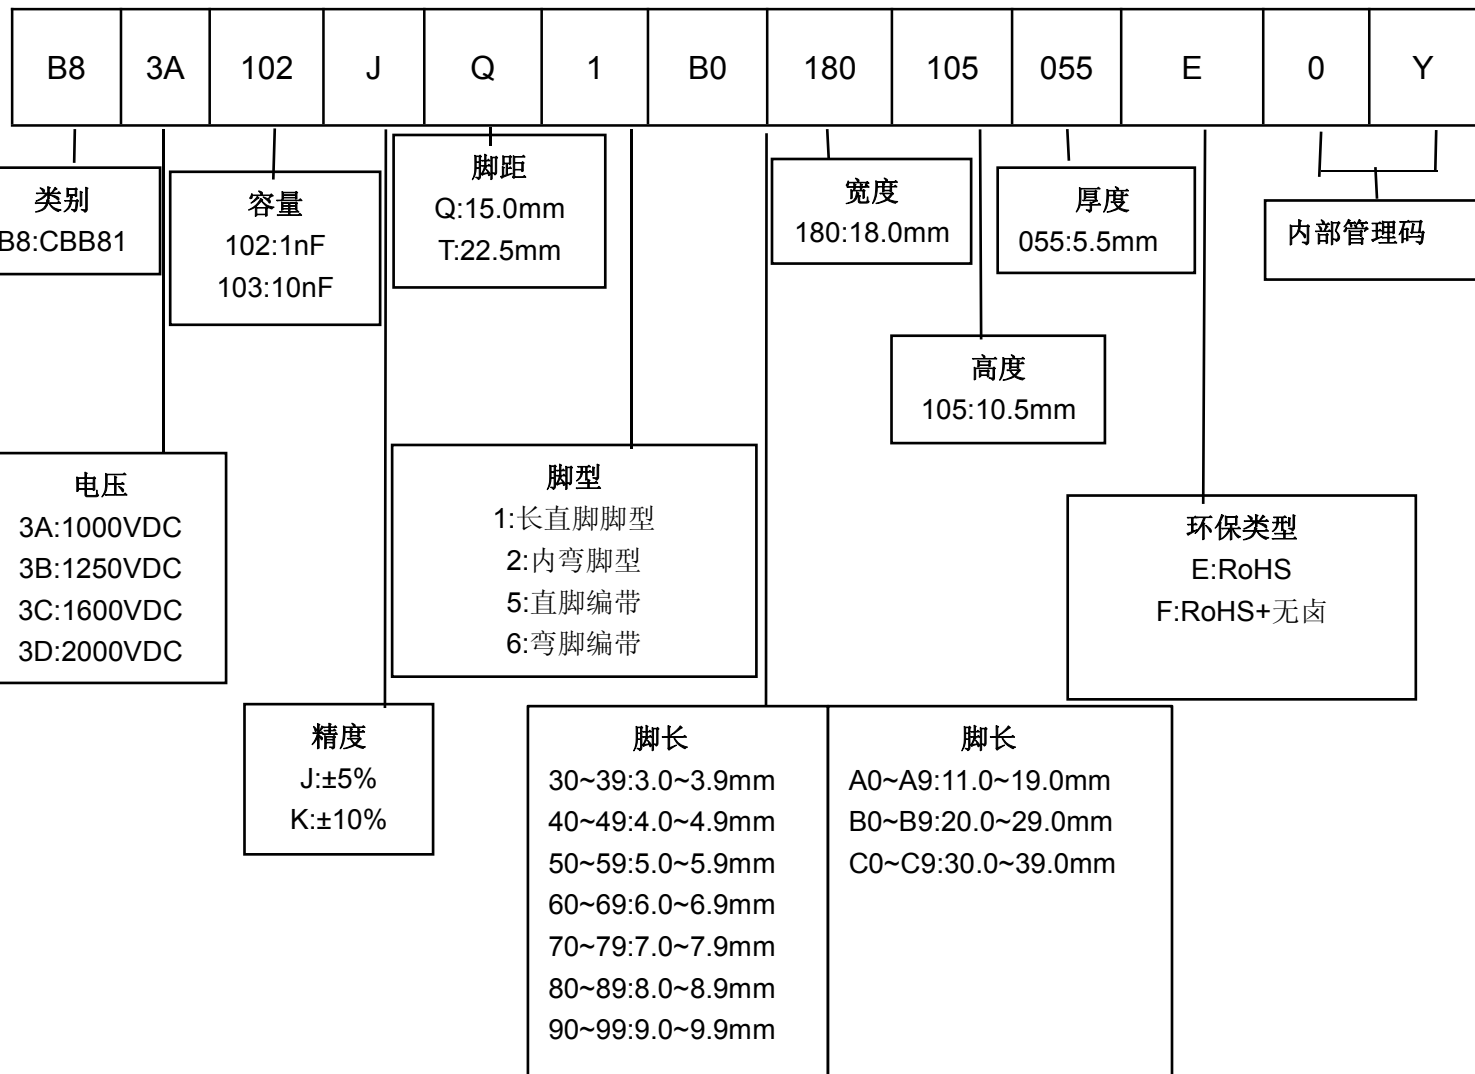 B8 3A 102 J Q 1 B0 180 105 055 E 0 Y
类别
B8:CBB81
容量
102:1nF
103:10nF
脚距
Q:15.0mm
T:22.5mm
宽度
180:18.0mm
厚度
055:5.5mm
内部管理码
高度
105:10.5mm
电压
3A:1000VDC
3B:1250VDC
3C:1600VDC
3D:2000VDC
脚型
1:长直脚脚型
2:内弯脚型
5:直脚编带
6:弯脚编带
环保类型
E:RoHS
F:RoHS+无卤
精度
J:±5%
K:±10%
脚长
30~39:3.0~3.9mm
40~49:4.0~4.9mm
50~59:5.0~5.9mm
60~69:6.0~6.9mm
70~79:7.0~7.9mm
80~89:8.0~8.9mm
90~99:9.0~9.9mm
脚长
A0~A9:11.0~19.0mm
B0~B9:20.0~29.0mm
C0~C9:30.0~39.0mm